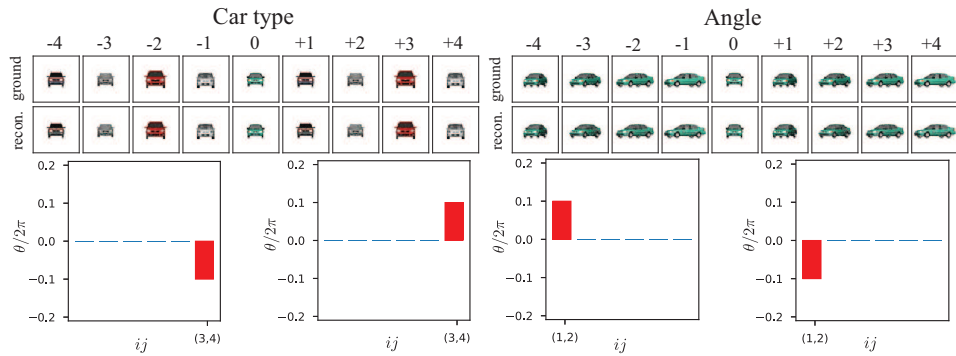 Car type
Angle
-4 -3 -2 -1 0 +1 +2 +3 +4
-4 -3 -2 -1 0 +1 +2 +3 +4
ground
ground
recon.
recon.
θ/2π
0.2
0.1
0.0
−0.1
−0.2
(3,4)
ij
θ/2π
0.2
0.1
0.0
−0.1
−0.2
(3,4)
ij
θ/2π
0.2
0.1
0.0
−0.1
−0.2
(1,2)
ij
θ/2π
0.2
0.1
0.0
−0.1
−0.2
(1,2)
ij